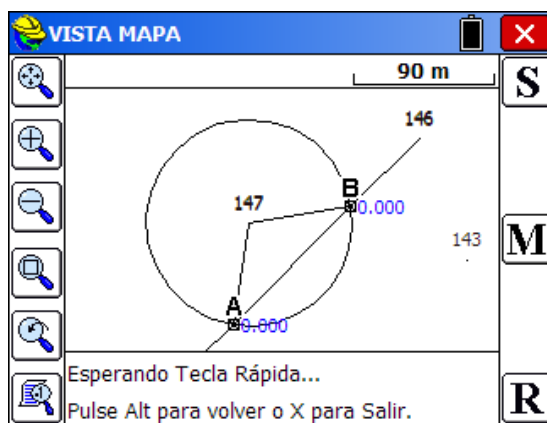 VISTA MAPA
90 m
S
146
B
147
0.000
143
M
A
0.000
Esperando Tecla Rápida...
Pulse Alt para volver o X para Salir.
R